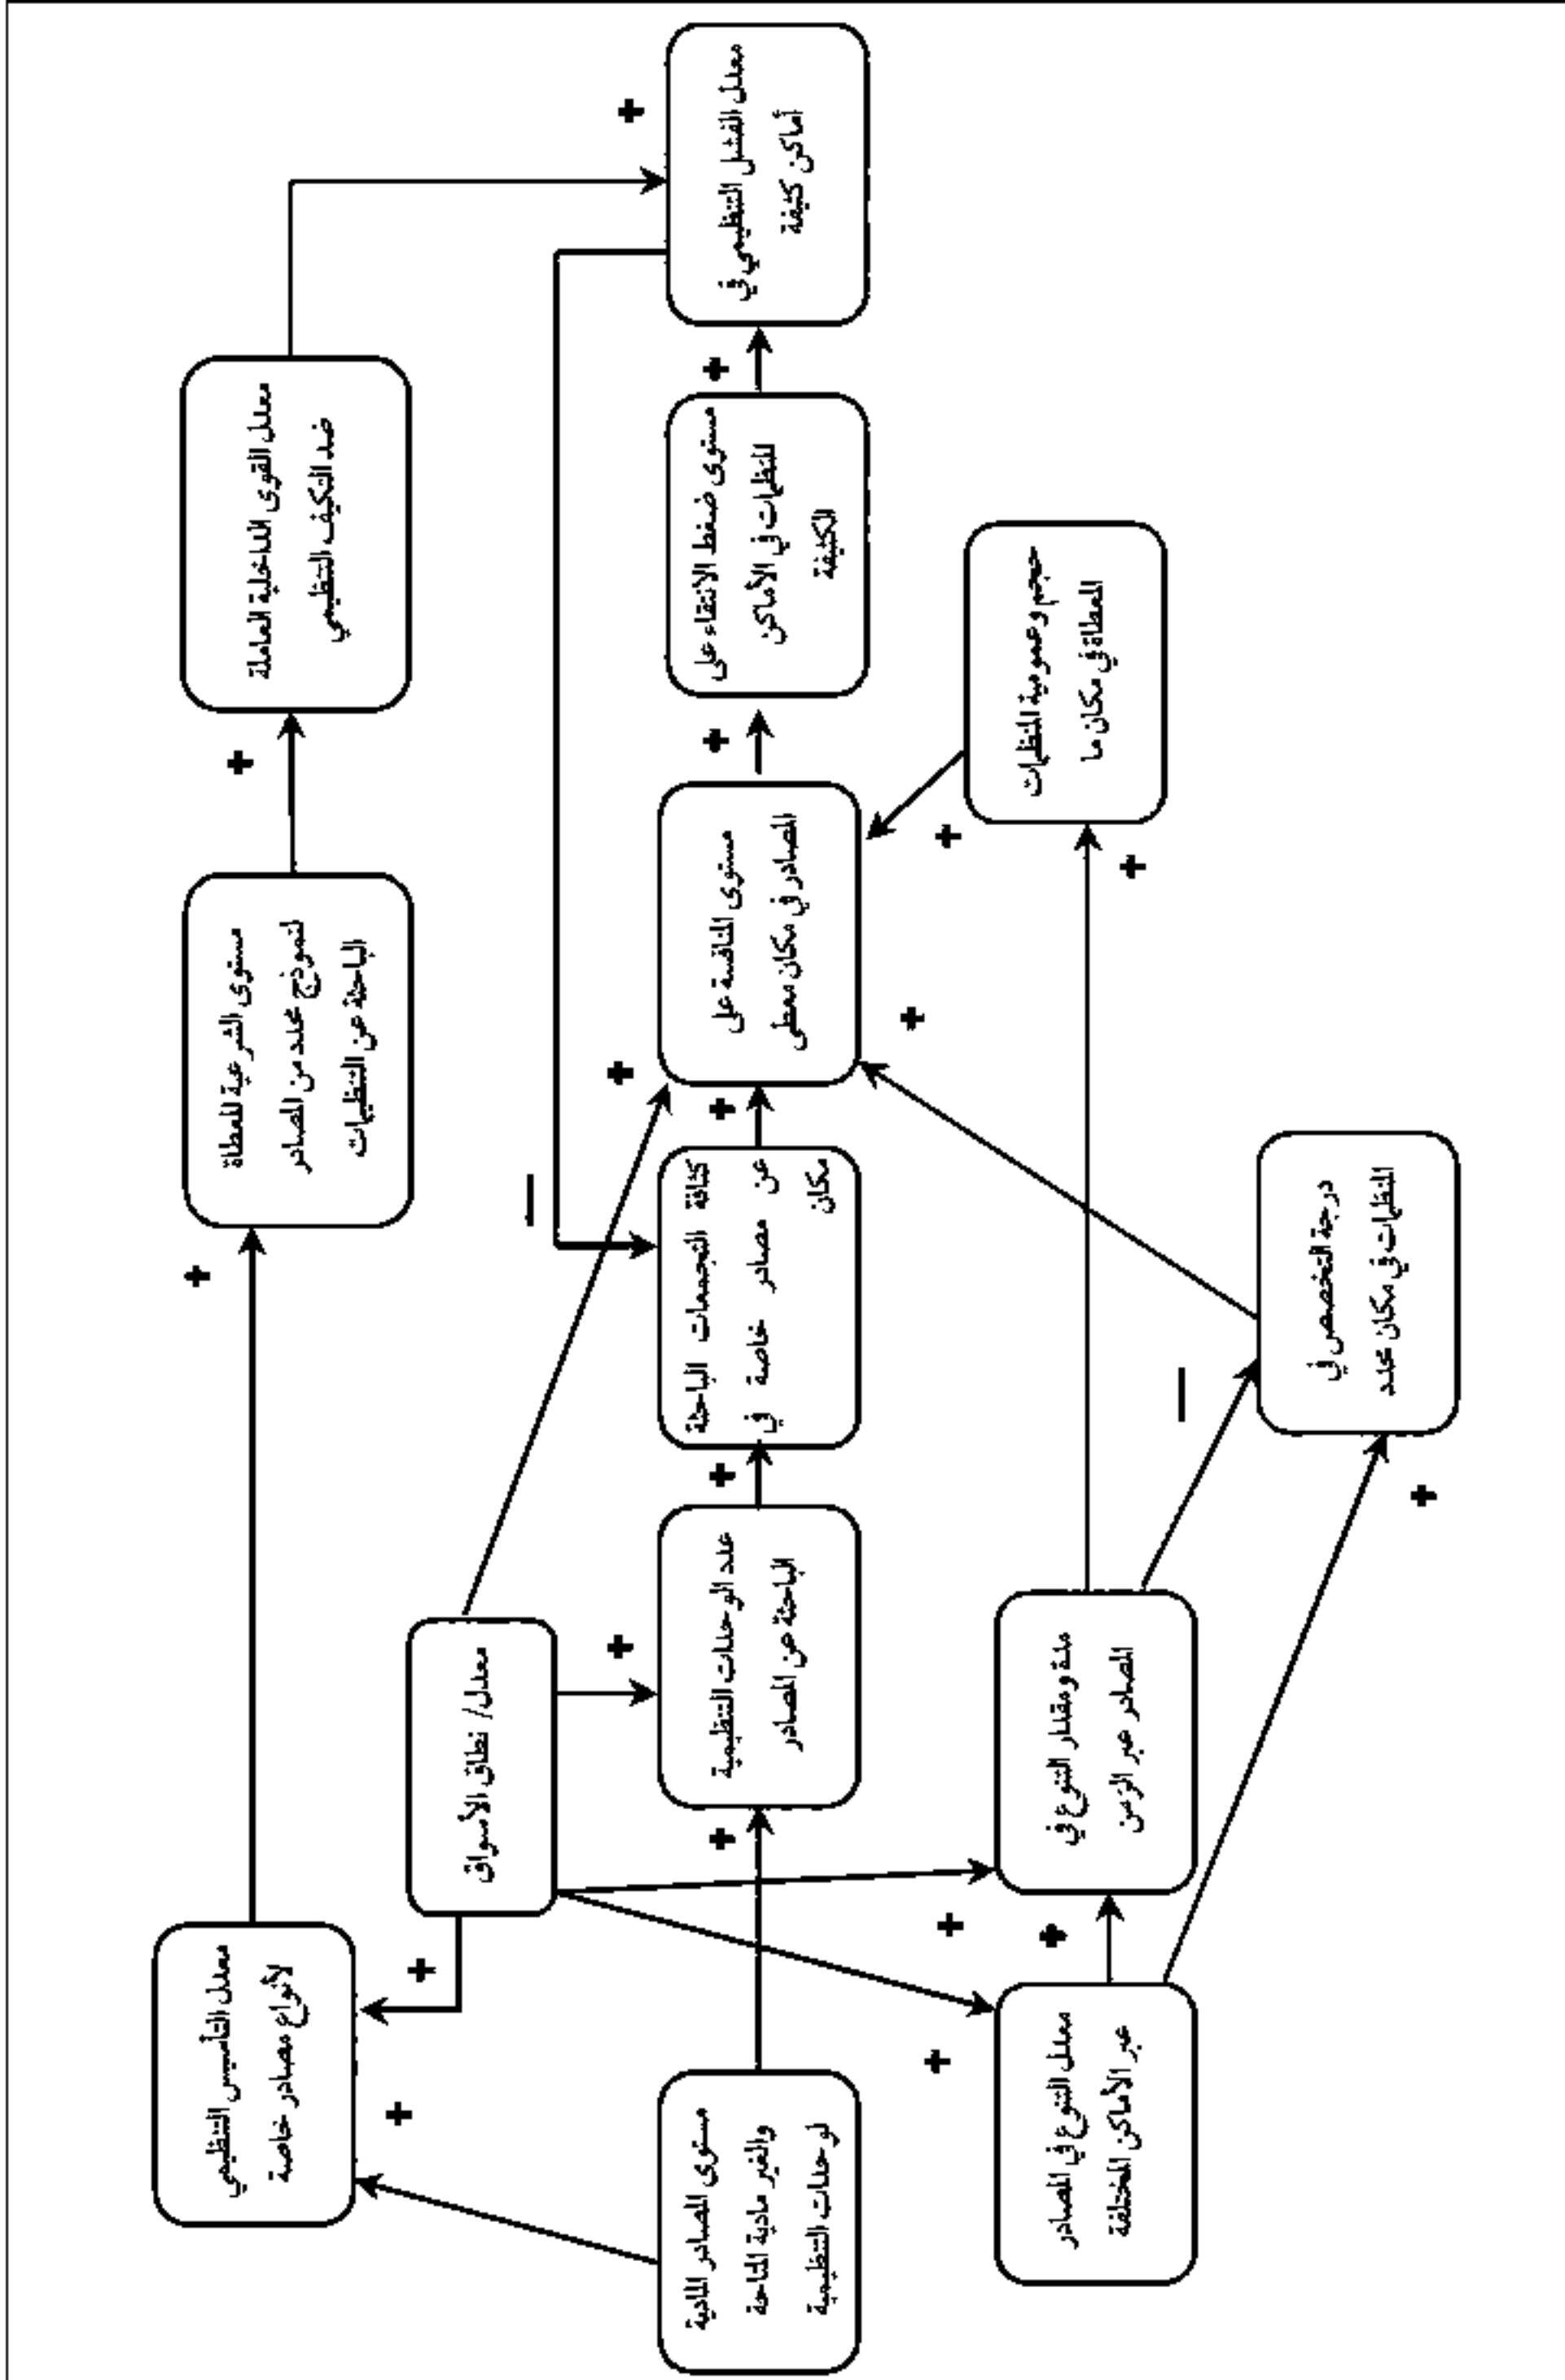 معدل التأسيس التنظيمي
لأنواع مصادر خاصة
+
مستوى الشرعية المعطاة
لنموذج محدد من المصادر
الباحثة عن التنظيمات
+
معدل القوى الداخلية العاملة
ضد التكيف التنظيمي
+
معدل / نطاق الأسواق
+
+
+
+
+
مستوى المصادر المادية
والغير مادية المتاحة
لوحدات التنظيمية
+
+
عدد الوحدات التنظيمية
الباحثة عن المصادر
+
كثافة التجمعات الباحثة
عن مصادر خاصة في
مكان
+
مستوى المنافسة على
المصادر في مكان معطى
+
مستوى ضغط الانتقاء على
المنظمات في الأماكن
الكثيفة
+
معدل الفشل التنظيمي في
أماكن كثيفة
—
معدل التنوع في المصادر
عبر الأماكن المختلفة
+
مدة ومقدار التنوع في
المصادر عبر الزمن
+
حجم وعمومية المنظمات
المعطاة في مكان ما
+
—
+
درجة التخصص في
المنظمات في مكان محدد
+